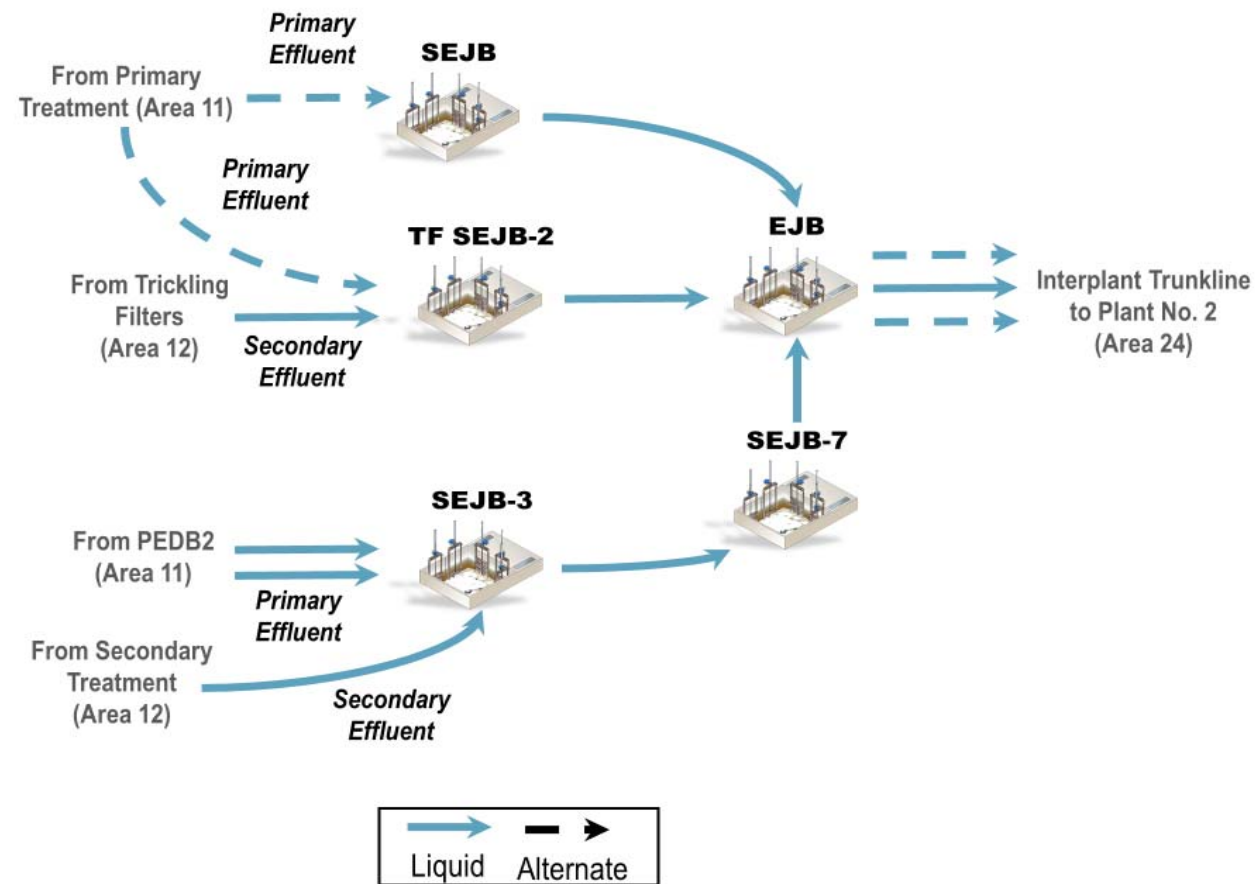 Primary
Effluent
SEJB
From Primary
Treatment (Area 11)
Primary
Effluent
TF SEJB-2
EJB
From Trickling
Filters
(Area 12)
Secondary
Effluent
Interplant Trunkline
to Plant No. 2
(Area 24)
SEJB-7
SEJB-3
From PEDB2
(Area 11)
Primary
Effluent
From Secondary
Treatment
(Area 12)
Secondary
Effluent
Liquid
Alternate